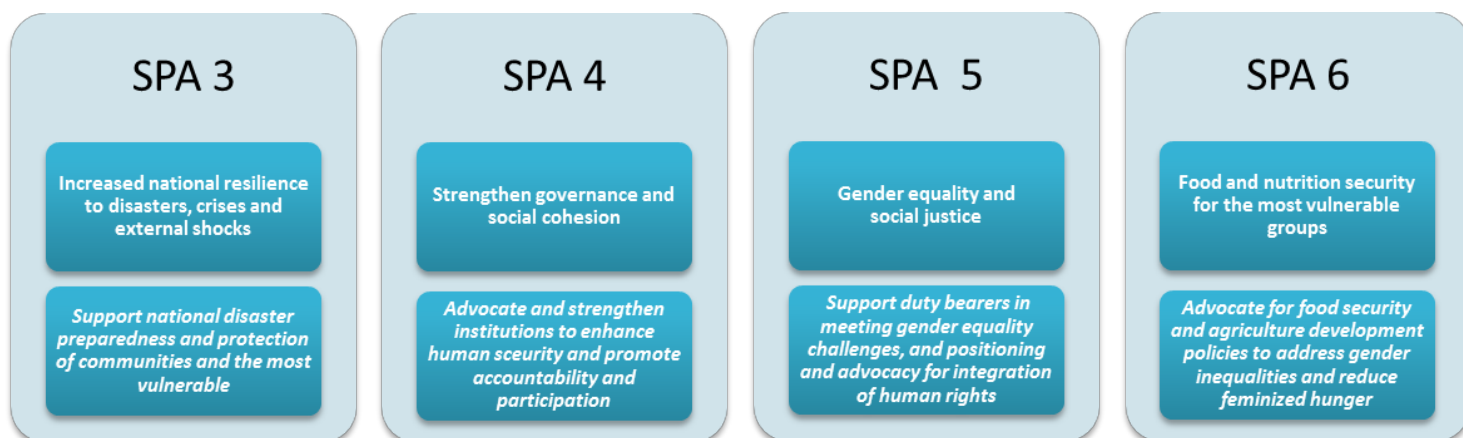 SPA 3
Increased national resilience
to disasters, crises and
external shocks
Support national disaster
preparedness and protection
of communities and the most
vulnerable
SPA 4
Strengthen governance and
social cohesion
Advocate and strengthen
institutions to enhance
human sceurity and promote
accountability and
participation
SPA 5
Gender equality and
social justice
Support duty bearers in
meeting gender equality
challenges, and positioning
and advocacy for integration
of human rights
SPA 6
Food and nutrition security
for the most vulnerable
groups
Advocate for food security
and agriculture development
policies to address gender
inequalities and reduce
feminized hunger